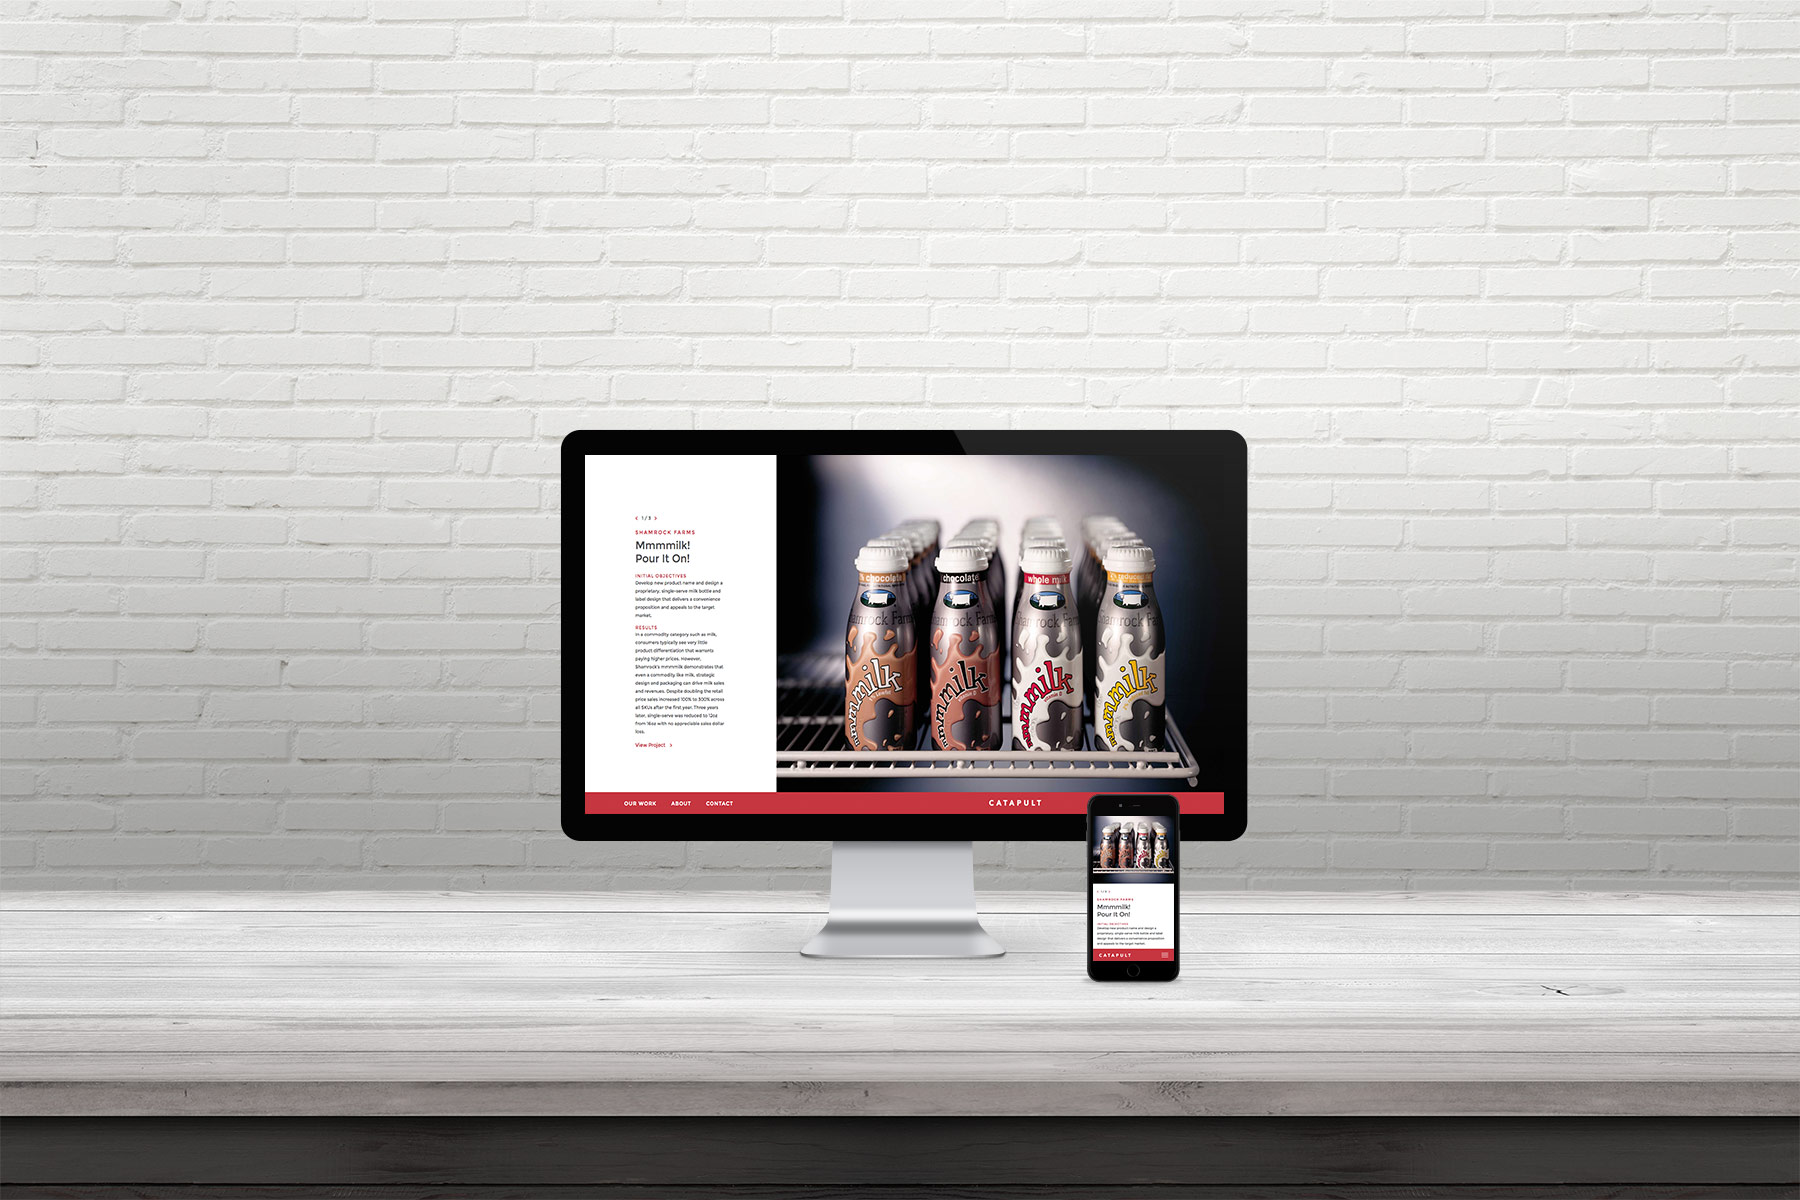 < 1/3 >
SHAMROCK FARMS
Mmmmilk!
Pour It On!
INITIAL OBJECTIVES
Develop new product name and design a
proprietary, single-serve milk bottle and
label design that delivers a convenience
proposition and appeals to the target
market.
RESULTS
In a commodity category such as milk,
consumers typically see very little
product differentiation that warrants
paying higher prices. However,
Shamrock's mmmmilk demonstrates that
even a commodity like milk, strategic
design and packaging can drive milk sales
and revenues. Despite doubling the retail
price sales increased 100% to 300% across
all SKUs after the first year. Three years
later, single-serve was reduced to 12oz
from 16oz with no appreciable sales dollar
loss.
View Project >
% chocolate
chocolate
whole milk
% reduced
Shamrock Farms
mmmmilk
mmmmilk
mmmmilk
mmmmilk
OUR WORK ABOUT CONTACT
CATAPULT
SHAMROCK FARMS
Mmmmilk!
Pour It On!
INITIAL OBJECTIVES
Develop new product name and design a
proprietary, single-serve milk bottle and label
design that delivers a convenience proposition
and appeals to the target market.
CATAPULT